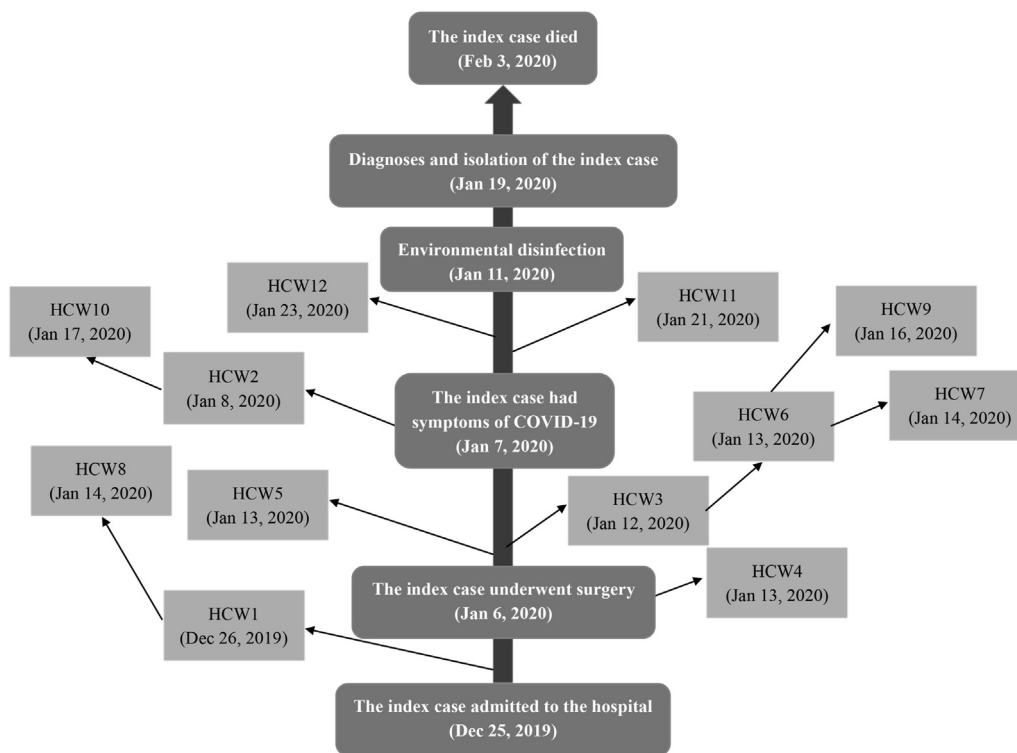 The index case died
(Feb 3, 2020)
Diagnoses and isolation of the index case
(Jan 19, 2020)
Environmental disinfection
(Jan 11, 2020)
HCW12
(Jan 23, 2020)
HCW11
(Jan 21, 2020)
HCW10
(Jan 17, 2020)
HCW9
(Jan 16, 2020)
HCW2
(Jan 8, 2020)
The index case had
symptoms of COVID-19
(Jan 7, 2020)
HCW6
(Jan 13, 2020)
HCW7
(Jan 14, 2020)
HCW8
(Jan 14, 2020)
HCW5
(Jan 13, 2020)
HCW3
(Jan 12, 2020)
The index case underwent surgery
(Jan 6, 2020)
HCW4
(Jan 13, 2020)
HCW1
(Dec 26, 2019)
The index case admitted to the hospital
(Dec 25, 2019)